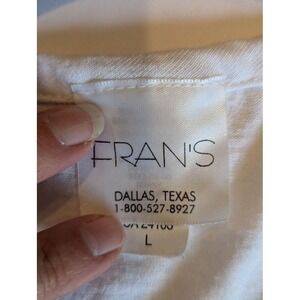 FRAN'S
DALLAS, TEXAS
1-800-527-8927
L